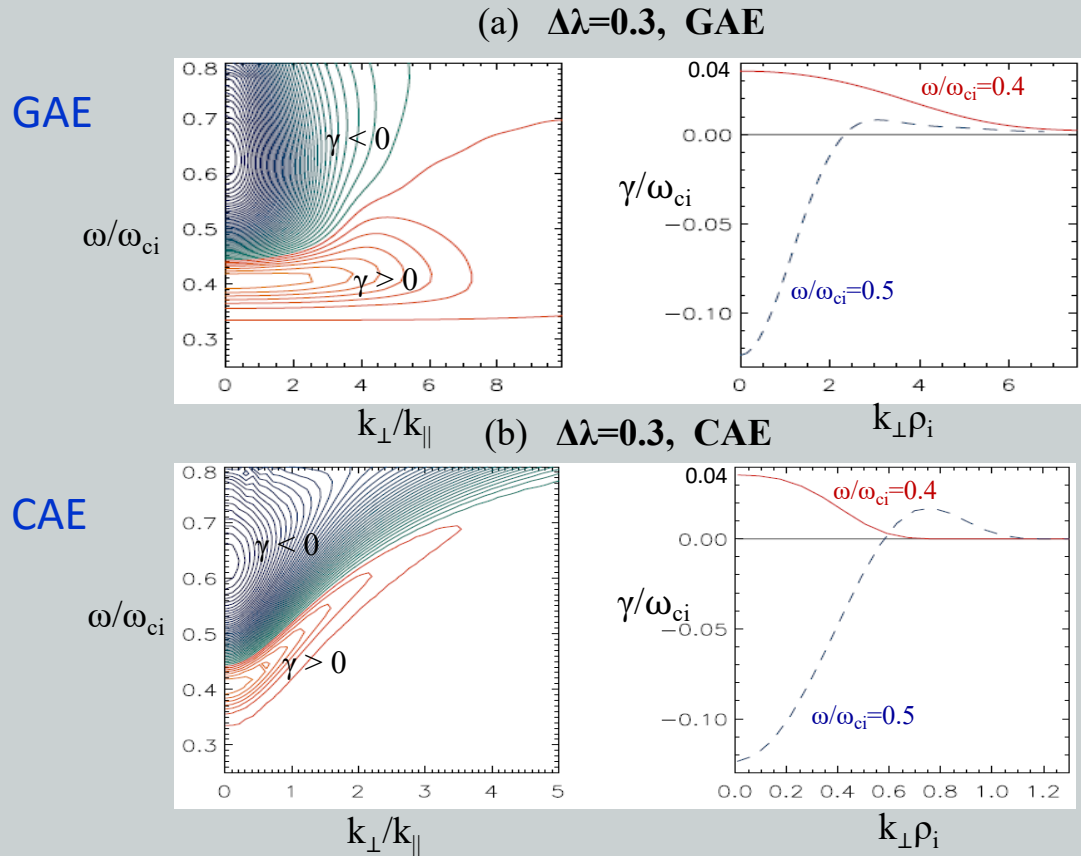 (a) Δλ=0.3, GAE
GAE
0.8
0.7
0.6
0.5
0.4
0.3
ω/ω_ci
γ < 0
γ > 0
0 2 4 6 8
k_⊥/k_∥
0.04
0.00
−0.05
−0.10
γ/ω_ci
ω/ω_ci=0.4
ω/ω_ci=0.5
0 2 4 6
k_⊥ρ_i
(b) Δλ=0.3, CAE
CAE
0.8
0.7
0.6
0.5
0.4
0.3
ω/ω_ci
γ < 0
γ > 0
0 1 2 3 4 5
k_⊥/k_∥
0.04
0.00
−0.05
−0.10
γ/ω_ci
ω/ω_ci=0.4
ω/ω_ci=0.5
0.0 0.2 0.4 0.6 0.8 1.0 1.2
k_⊥ρ_i